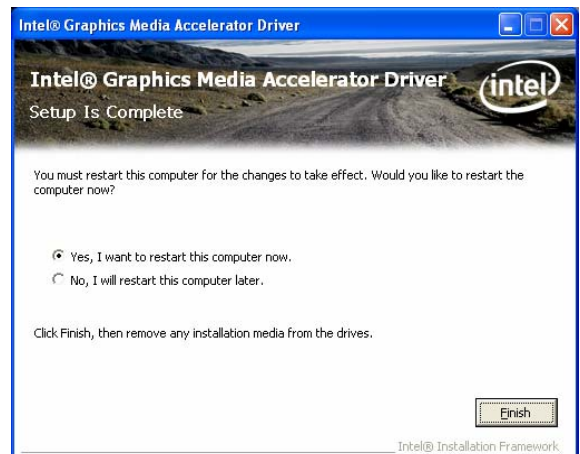 Intel® Graphics Media Accelerator Driver
Intel® Graphics Media Accelerator Driver
Setup Is Complete
intel
You must restart this computer for the changes to take effect. Would you like to restart the
computer now?
Yes, I want to restart this computer now.
No, I will restart this computer later.
Click Finish, then remove any installation media from the drives.
Finish
Intel® Installation Framework